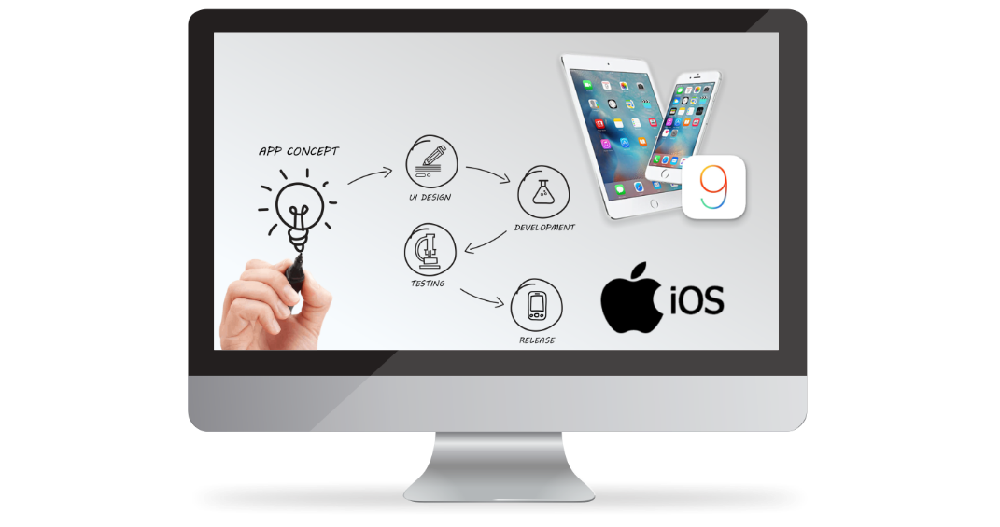 APP CONCEPT
UI DESIGN
DEVELOPMENT
TESTING
RELEASE
9
iOS